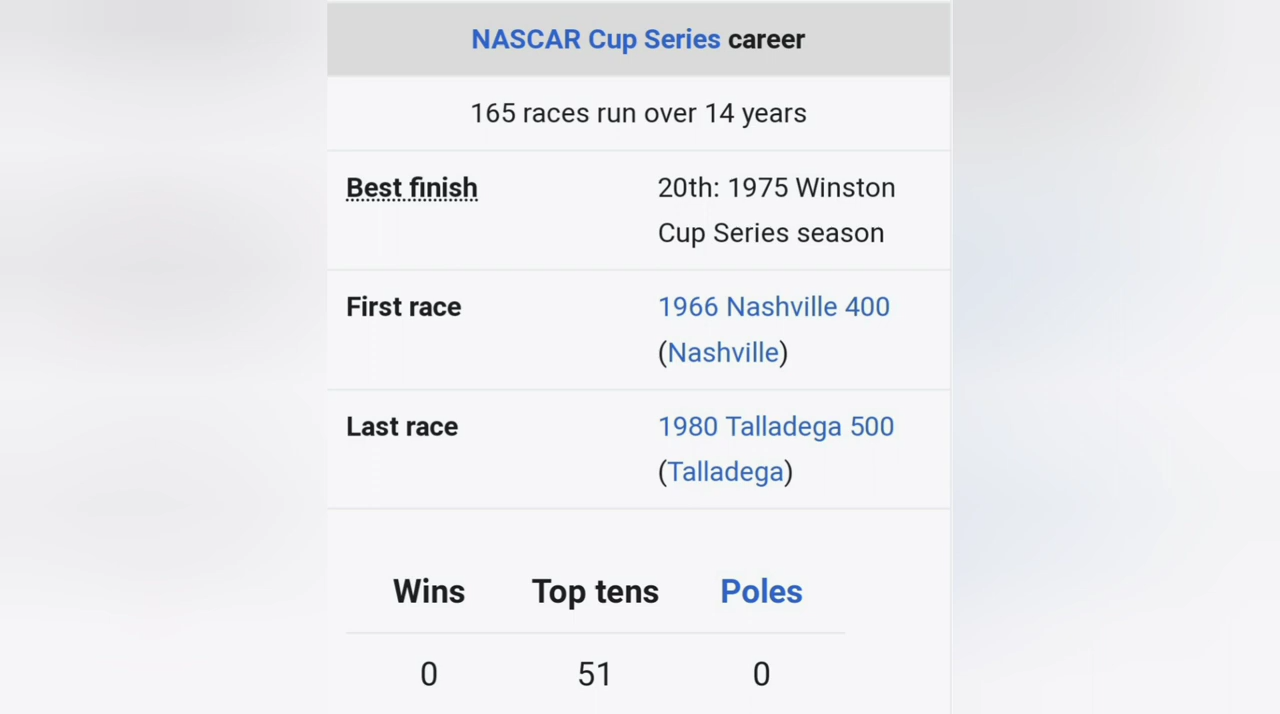 NASCAR Cup Series career
165 races run over 14 years
Best finish
20th: 1975 Winston
Cup Series season
First race
1966 Nashville 400
(Nashville)
Last race
1980 Talladega 500
(Talladega)
Wins Top tens Poles
0 51 0